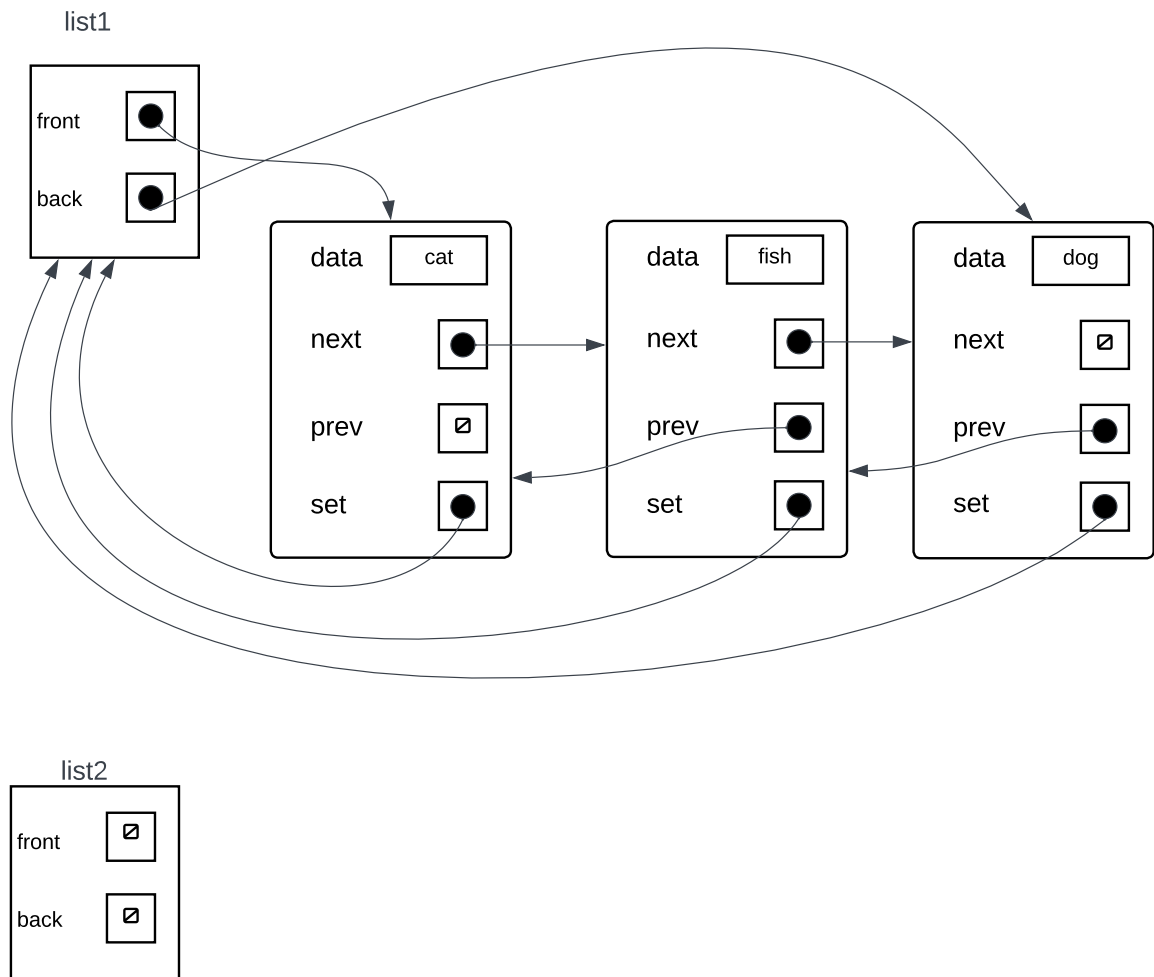 list1
front
back
data cat
next
prev
set
data fish
next
prev
set
data dog
next
prev
set
list2
front
back